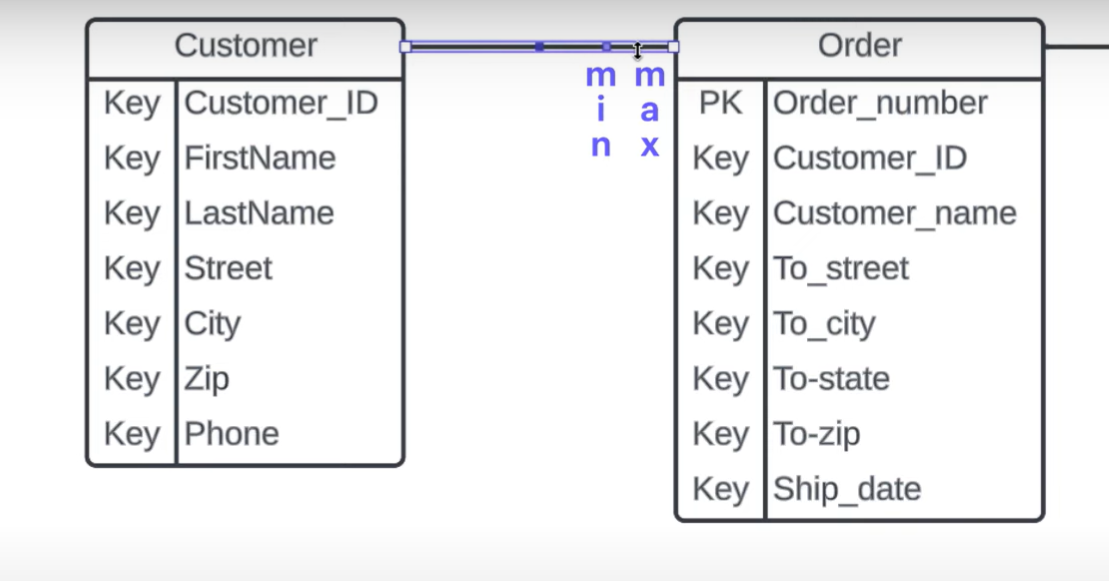 Customer
Key Customer_ID
Key FirstName
Key LastName
Key Street
Key City
Key Zip
Key Phone
min max
Order
PK Order_number
Key Customer_ID
Key Customer_name
Key To_street
Key To_city
Key To-state
Key To-zip
Key Ship_date